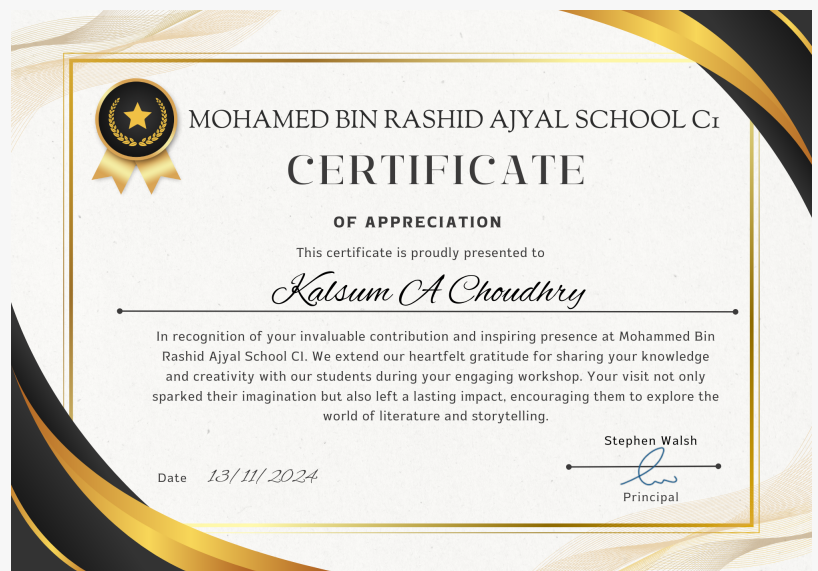 MOHAMED BIN RASHID AJYAL SCHOOL C1
CERTIFICATE
OF APPRECIATION
This certificate is proudly presented to
Kalsum A Choudhry
In recognition of your invaluable contribution and inspiring presence at Mohammed Bin
Rashid Ajyal School CI. We extend our heartfelt gratitude for sharing your knowledge
and creativity with our students during your engaging workshop. Your visit not only
sparked their imagination but also left a lasting impact, encouraging them to explore the
world of literature and storytelling.
Stephen Walsh
Date 13/11/2024
Principal